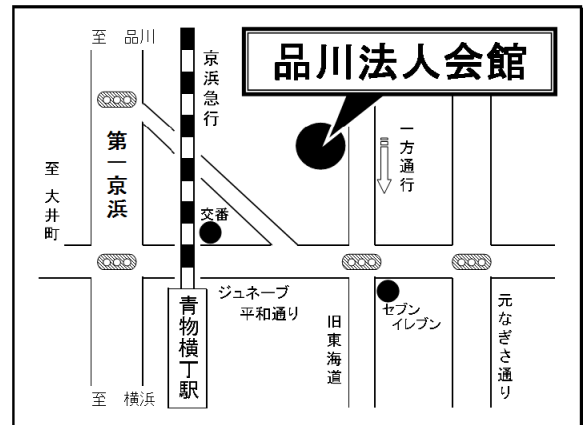 至 品川
京浜急行
品川法人会館
第一京浜
一方通行
至 大井町
交番
ジュネーブ
平和通り
青物横丁駅
旧東海道
セブン
イレブン
元なぎさ通り
至 横浜